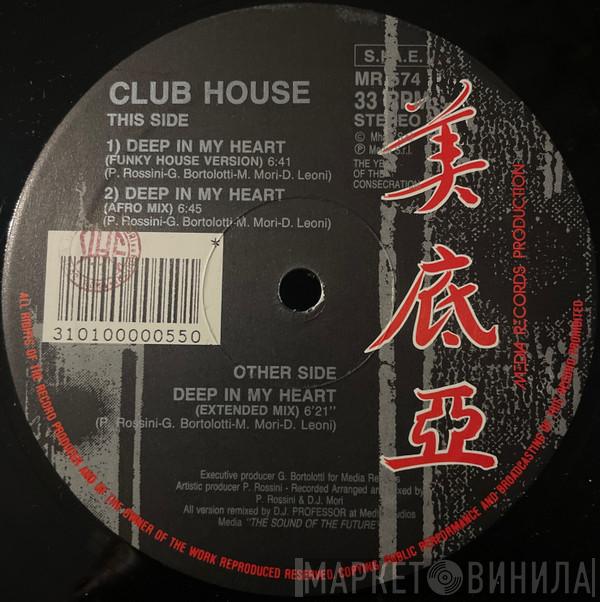 CLUB HOUSE
THIS SIDE
1) DEEP IN MY HEART
(FUNKY HOUSE VERSION) 6:41
(P. Rossini-G. Bortolotti-M. Mori-D. Leoni)
2) DEEP IN MY HEART
(AFRO MIX) 6:45
(P. Rossini-G. Bortolotti-M. Mori-D. Leoni)
S.I.A.E.
MR 574
33 RPM
STEREO
THE YEAR
OF THE
CONSECRATION
美底亞
MEDIA RECORDS PRODUCTION
310100000550
OTHER SIDE
DEEP IN MY HEART
(EXTENDED MIX) 6'21"
(P. Rossini-G. Bortolotti-M. Mori-D. Leoni)
Executive producer G. Bortolotti for Media Records
Artistic producer P. Rossini - Recorded Arranged and mixed by
P. Rossini & D.J. Mori
All version remixed by D.J. PROFESSOR at Media Studios
Media "THE SOUND OF THE FUTURE"
ALL RIGHTS OF THE RECORD PRODUCER AND OF THE OWNER OF THE WORK REPRODUCED RESERVED. COPYING, PUBLIC PERFORMANCE AND BROADCASTING OF THIS RECORD PROHIBITED
МАРКЕТ ВИНИЛА